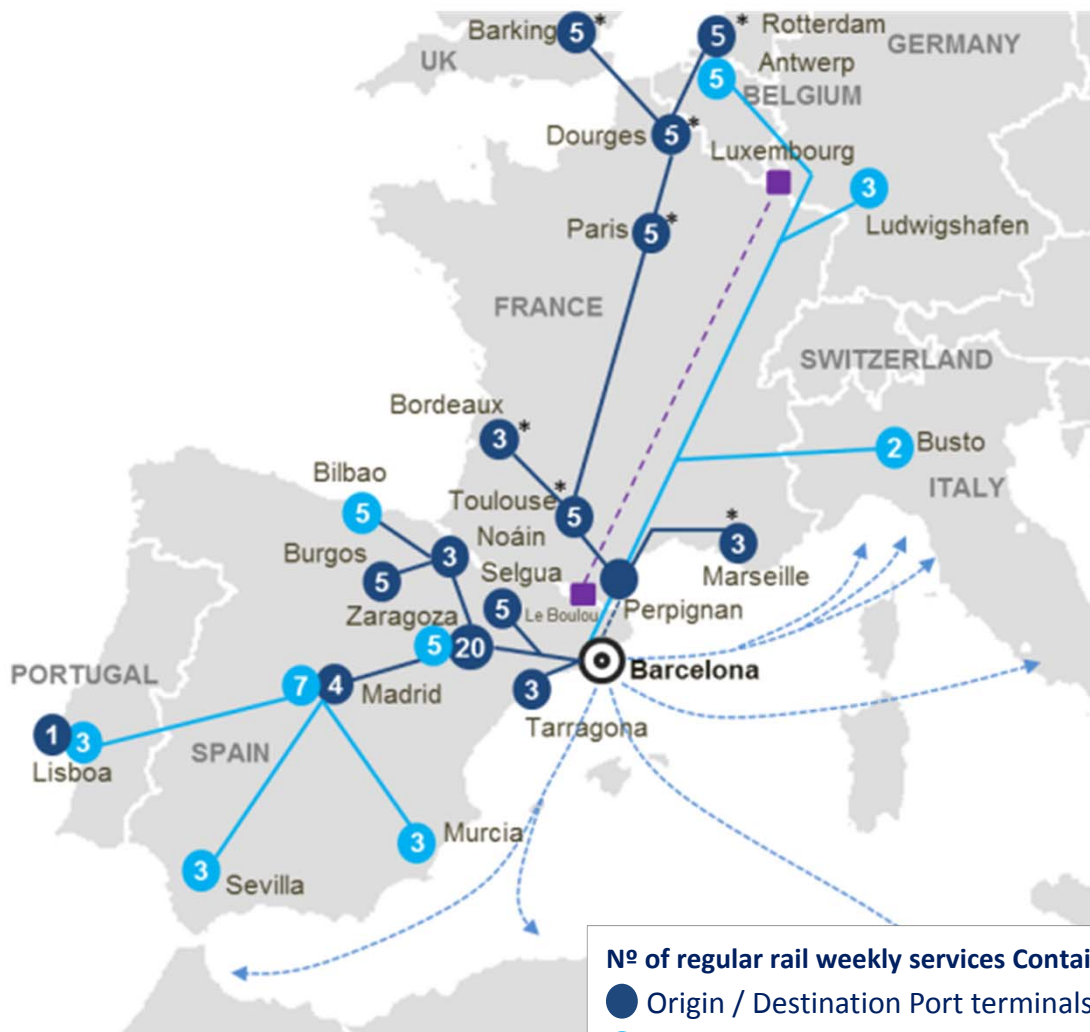 Barking 5 *
5 * Rotterdam
GERMANY
UK
5 Antwerp
BELGIUM
Dourges 5 *
Luxembourg
3
Ludwigshafen
Paris 5 *
FRANCE
SWITZERLAND
Bordeaux
3 *
2 Busto
ITALY
Bilbao
5
Toulouse *
5
Noáin
3
*
3
Marseille
Burgos
5
Selgua
5
Le Boulou
Perpignan
Zaragoza
5 20
Barcelona
PORTUGAL
7 4 Madrid
3
Tarragona
1 3
Lisboa
SPAIN
Murcia
3
3 Sevilla
Nº of regular rail weekly services Contai
Origin / Destination Port terminals